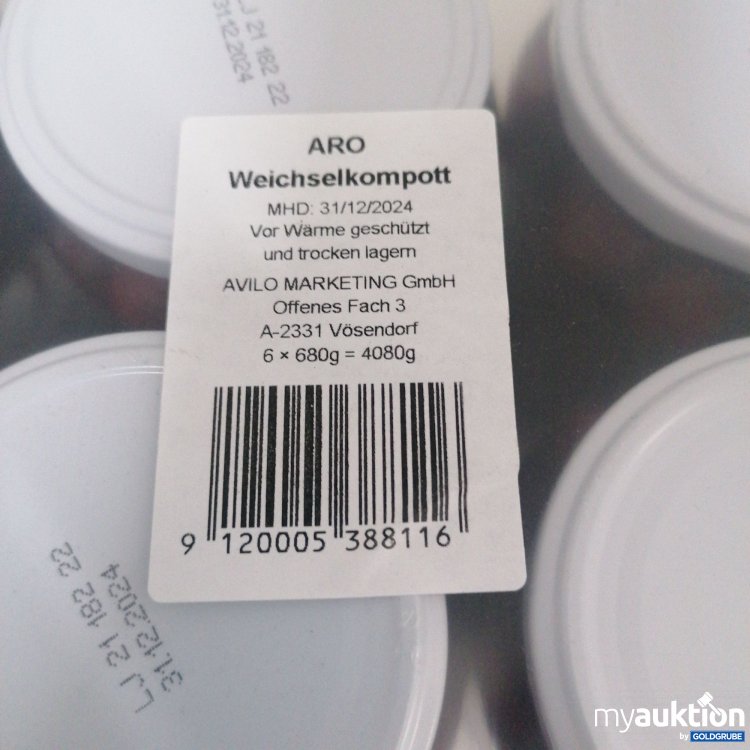 LJ 21 182 22
31.12.2024
ARO
Weichselkompott
MHD: 31/12/2024
Vor Wärme geschützt
und trocken lagern
AVILO MARKETING GmbH
Offenes Fach 3
A-2331 Vösendorf
6 × 680g = 4080g
9 120005 388116
LJ 21 182 22
31.12.2024
myauktion
by GOLDGRUBE